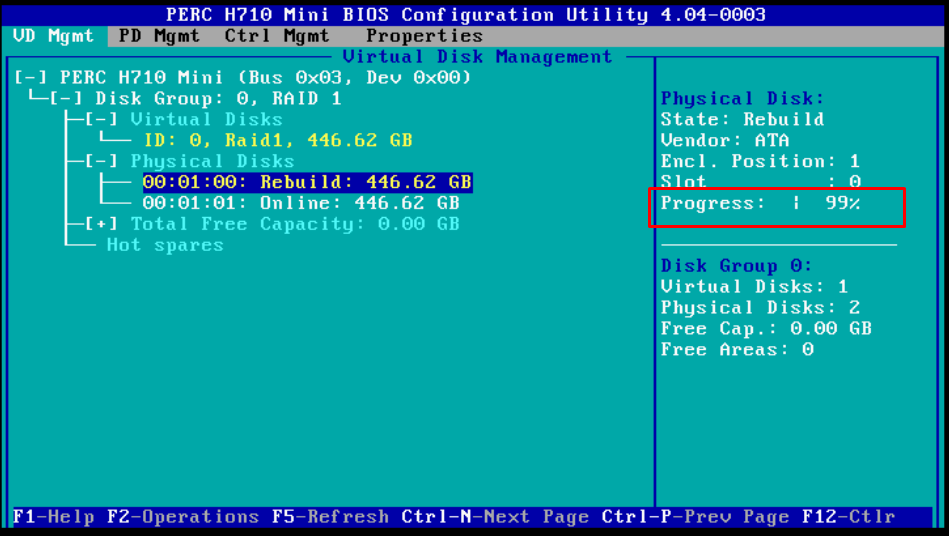 PERC H710 Mini BIOS Configuration Utility 4.04-0003
VD Mgmt PD Mgmt Ctrl Mgmt Properties
Virtual Disk Management
[-] PERC H710 Mini (Bus 0x03, Dev 0x00)
[-] Disk Group: 0, RAID 1
[-] Virtual Disks
ID: 0, Raid1, 446.62 GB
[-] Physical Disks
00:01:00: Rebuild: 446.62 GB
00:01:01: Online: 446.62 GB
[+] Total Free Capacity: 0.00 GB
Hot spares
Physical Disk:
State: Rebuild
Vendor: ATA
Encl. Position: 1
Slot : 0
Progress: | 99%
Disk Group 0:
Virtual Disks: 1
Physical Disks: 2
Free Cap.: 0.00 GB
Free Areas: 0
F1-Help F2-Operations F5-Refresh Ctrl-N-Next Page Ctrl-P-Prev Page F12-Ctlr